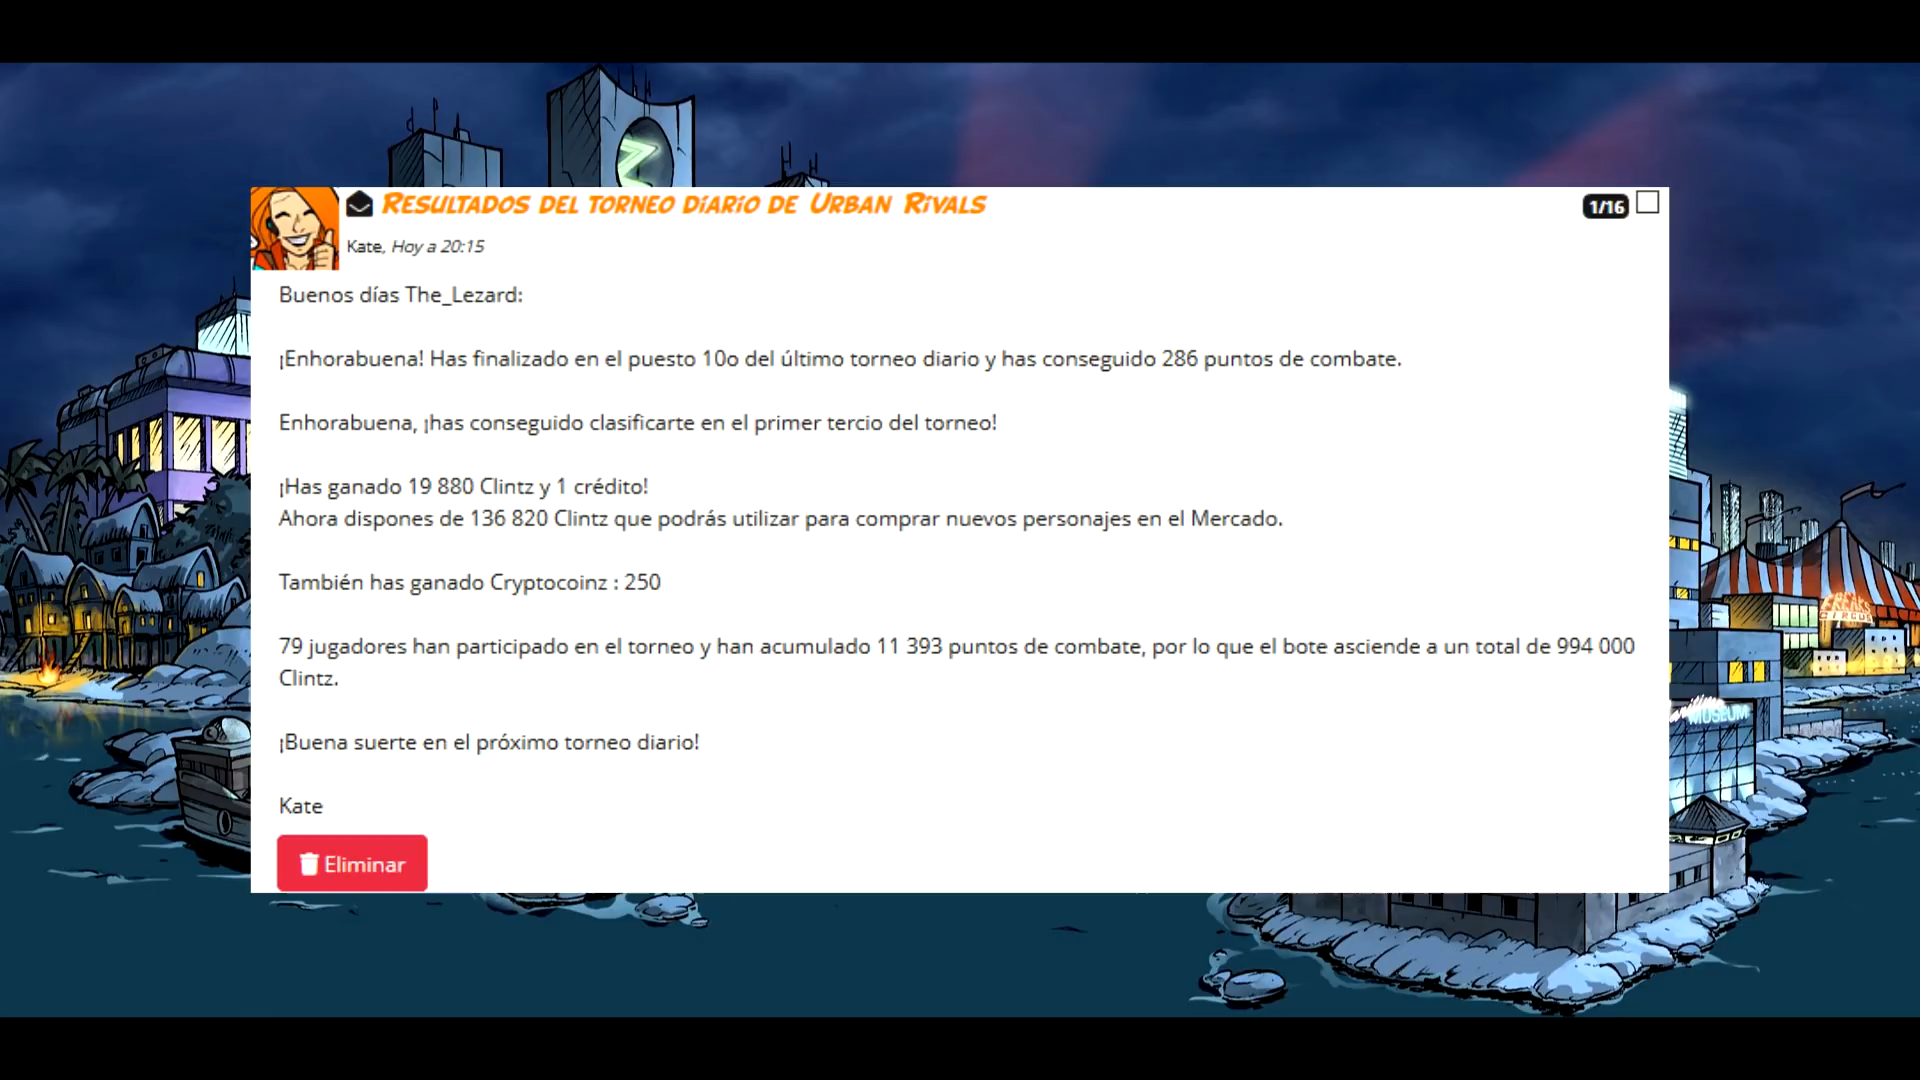 Z
RESULTADOS DEL TORNEO DIARIO DE URBAN RIVALS
1/16
Kate, Hoy a 20:15
Buenos días The_Lezard:
¡Enhorabuena! Has finalizado en el puesto 10o del último torneo diario y has conseguido 286 puntos de combate.
Enhorabuena, ¡has conseguido clasificarte en el primer tercio del torneo!
¡Has ganado 19 880 Clintz y 1 crédito!
Ahora dispones de 136 820 Clintz que podrás utilizar para comprar nuevos personajes en el Mercado.
También has ganado Cryptocoinz : 250
79 jugadores han participado en el torneo y han acumulado 11 393 puntos de combate, por lo que el bote asciende a un total de 994 000
Clintz.
¡Buena suerte en el próximo torneo diario!
Kate
Eliminar
FREAKS
CIRCUS
MUSEUM